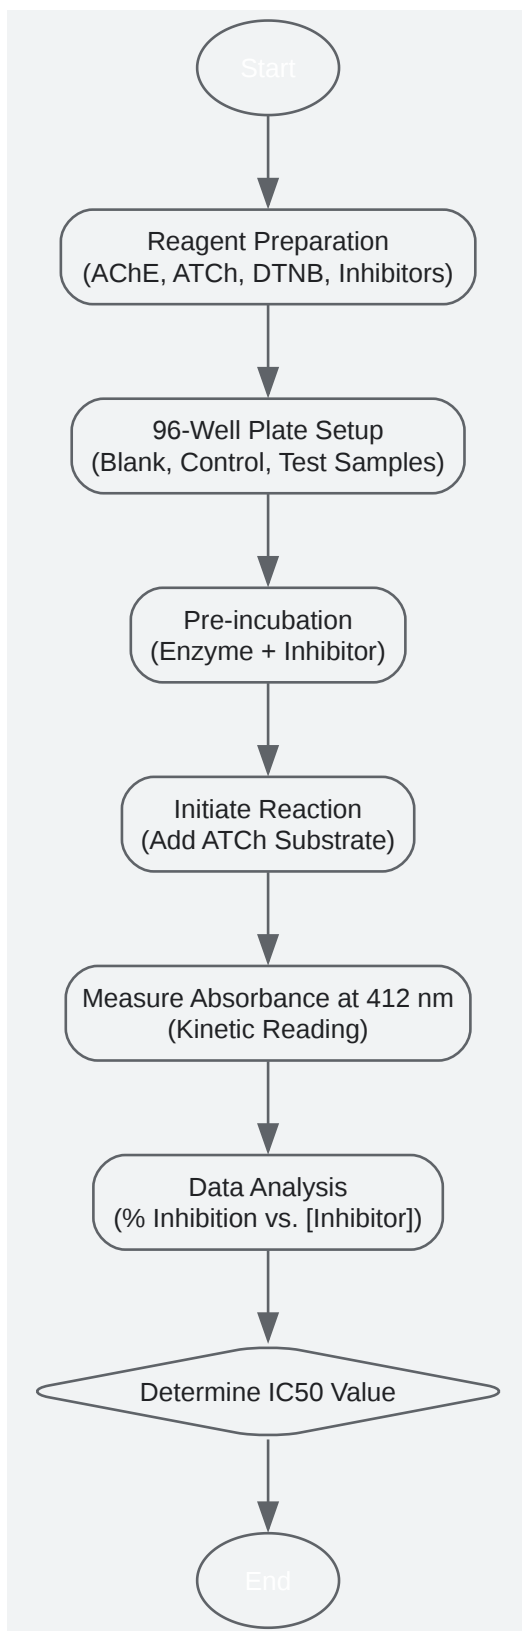 Start
Reagent Preparation
(AChE, ATCh, DTNB, Inhibitors)
96-Well Plate Setup
(Blank, Control, Test Samples)
Pre-incubation
(Enzyme + Inhibitor)
Initiate Reaction
(Add ATCh Substrate)
Measure Absorbance at 412 nm
(Kinetic Reading)
Data Analysis
(% Inhibition vs. [Inhibitor])
Determine IC50 Value
End